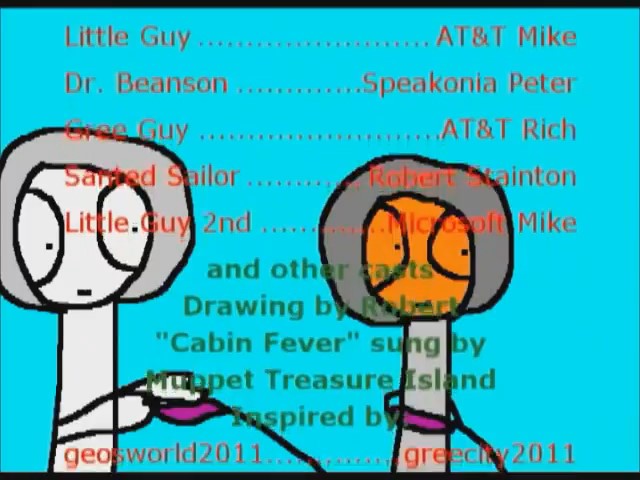 Little Guy ........................ AT&T Mike
Dr. Beanson .............Speakonia Peter
Gree Guy .........................AT&T Rich
Santed Sailor ............ Robert Stainton
Little Guy 2nd .............Microsoft Mike
and other casts
Drawing by Robert
"Cabin Fever" sung by
Muppet Treasure Island
Inspired by
geosworld2011..............greecity2011